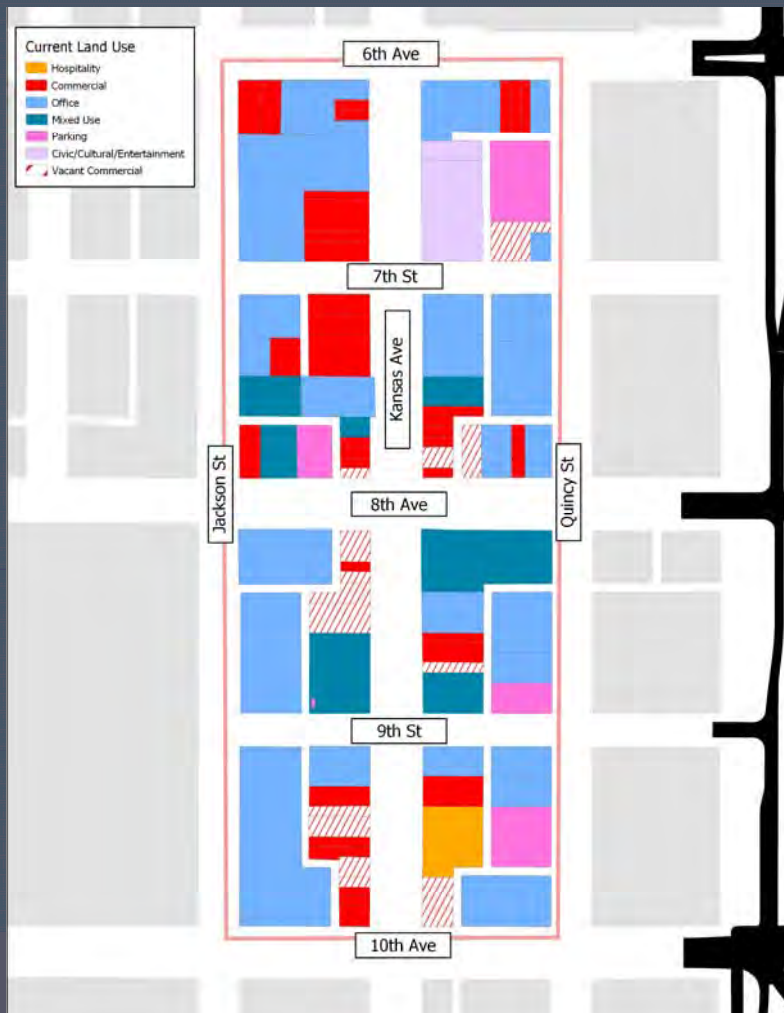 6th Ave
Current Land Use
Hospitality
Commercial
Office
Mixed Use
Parking
Civic/Cultural/Entertainment
Vacant Commercial
7th St
Kansas Ave
Jackson St
8th Ave
Quincy St
9th St
10th Ave